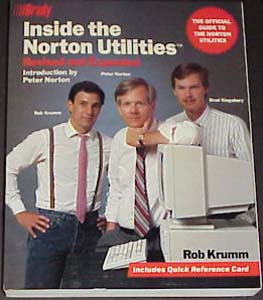 Brady
Inside the
Norton Utilities™
Revised and Expanded
Introduction by
Peter Norton
THE OFFICIAL
GUIDE TO
THE NORTON
UTILITIES
Peter Norton
Rob Krumm
Brad Kingsbury
Rob Krumm
Includes Quick Reference Card